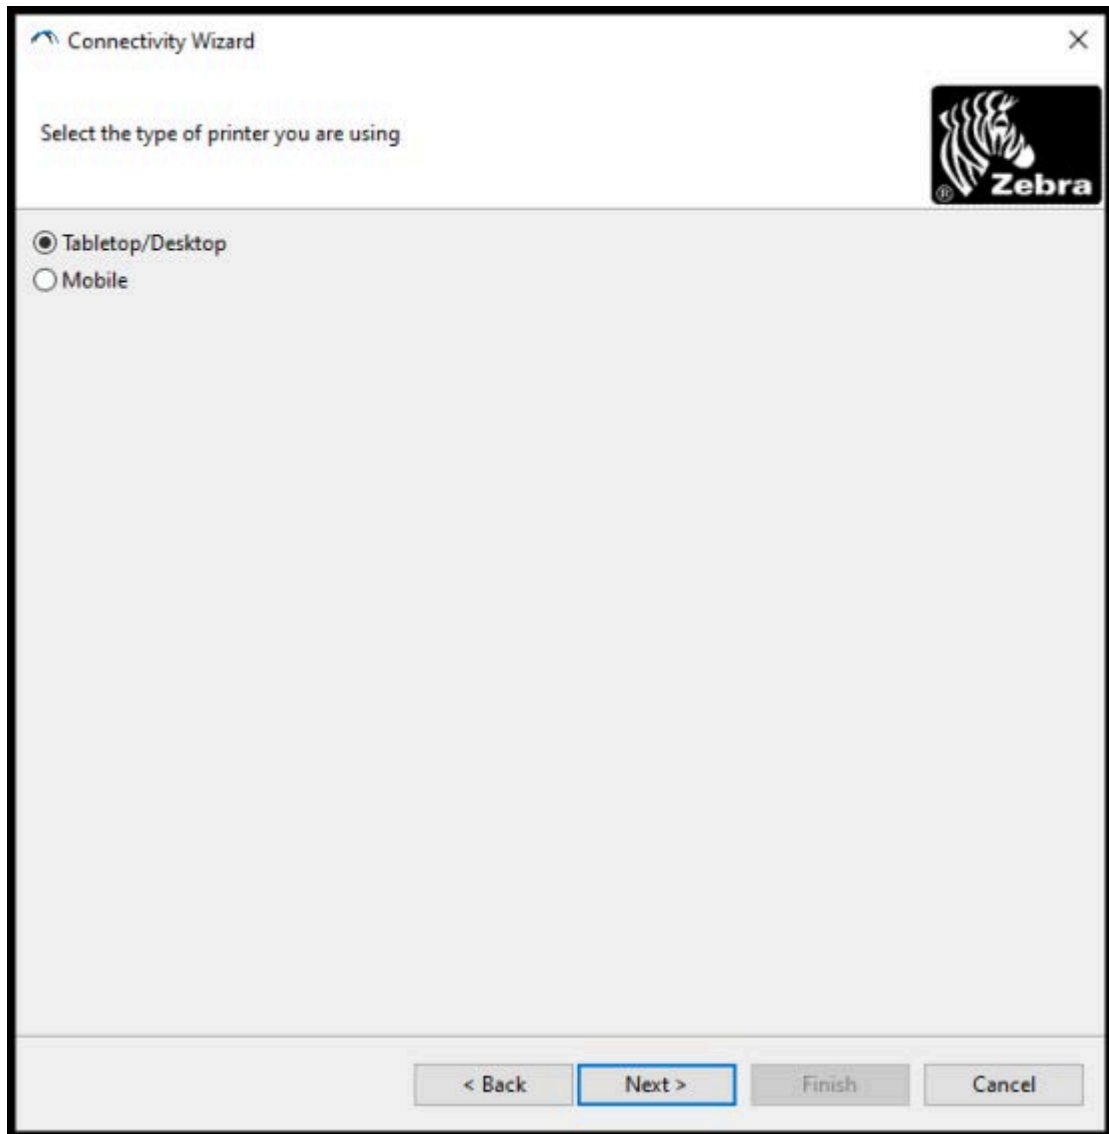 Connectivity Wizard
Select the type of printer you are using
® Zebra
Tabletop/Desktop
Mobile
< Back Next > Finish Cancel